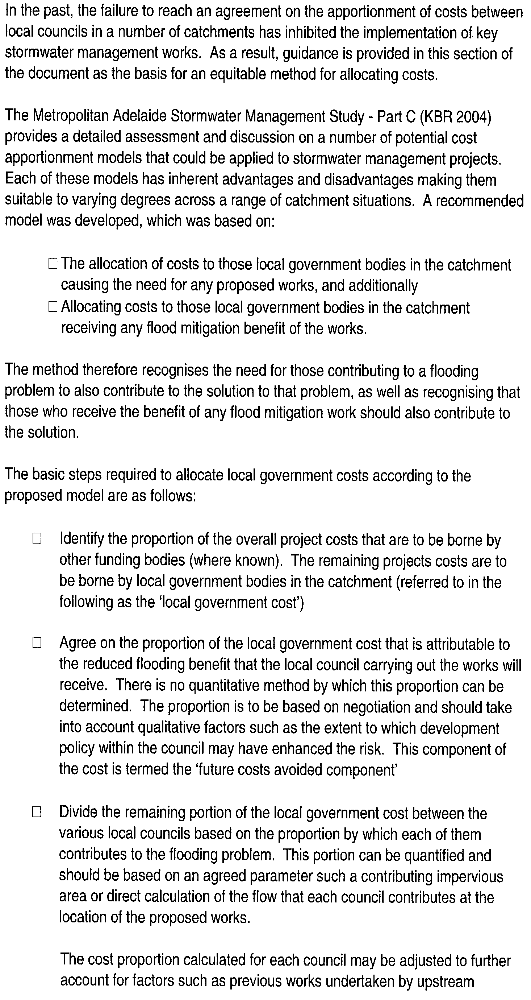 In the past, the failure to reach an agreement on the apportionment of costs between
local councils in a number of catchments has inhibited the implementation of key
stormwater management works.  As a result, guidance is provided in this section of
the document as the basis for an equitable method for allocating costs.
The Metropolitan Adelaide Stormwater Management Study - Part C (KBR 2004)
provides a detailed assessment and discussion on a number of potential cost
apportionment models that could be applied to stormwater management projects.
Each of these models has inherent advantages and disadvantages making them
suitable to varying degrees across a range of catchment situations.  A recommended
model was developed, which was based on:
□ The allocation of costs to those local government bodies in the catchment
causing the need for any proposed works, and additionally
□ Allocating costs to those local government bodies in the catchment
receiving any flood mitigation benefit of the works.
The method therefore recognises the need for those contributing to a flooding
problem to also contribute to the solution to that problem, as well as recognising that
those who receive the benefit of any flood mitigation work should also contribute to
the solution.
The basic steps required to allocate local government costs according to the
proposed model are as follows:
□ Identify the proportion of the overall project costs that are to be borne by
other funding bodies (where known).  The remaining projects costs are to
be borne by local government bodies in the catchment (referred to in the
following as the ‘local government cost’)
□ Agree on the proportion of the local government cost that is attributable to
the reduced flooding benefit that the local council carrying out the works will
receive.  There is no quantitative method by which this proportion can be
determined.  The proportion is to be based on negotiation and should take
into account qualitative factors such as the extent to which development
policy within the council may have enhanced the risk.  This component of
the cost is termed the ‘future costs avoided component’
□ Divide the remaining portion of the local government cost between the
various local councils based on the proportion by which each of them
contributes to the flooding problem.  This portion can be quantified and
should be based on an agreed parameter such a contributing impervious
area or direct calculation of the flow that each council contributes at the
location of the proposed works.
The cost proportion calculated for each council may be adjusted to further
account for factors such as previous works undertaken by upstream